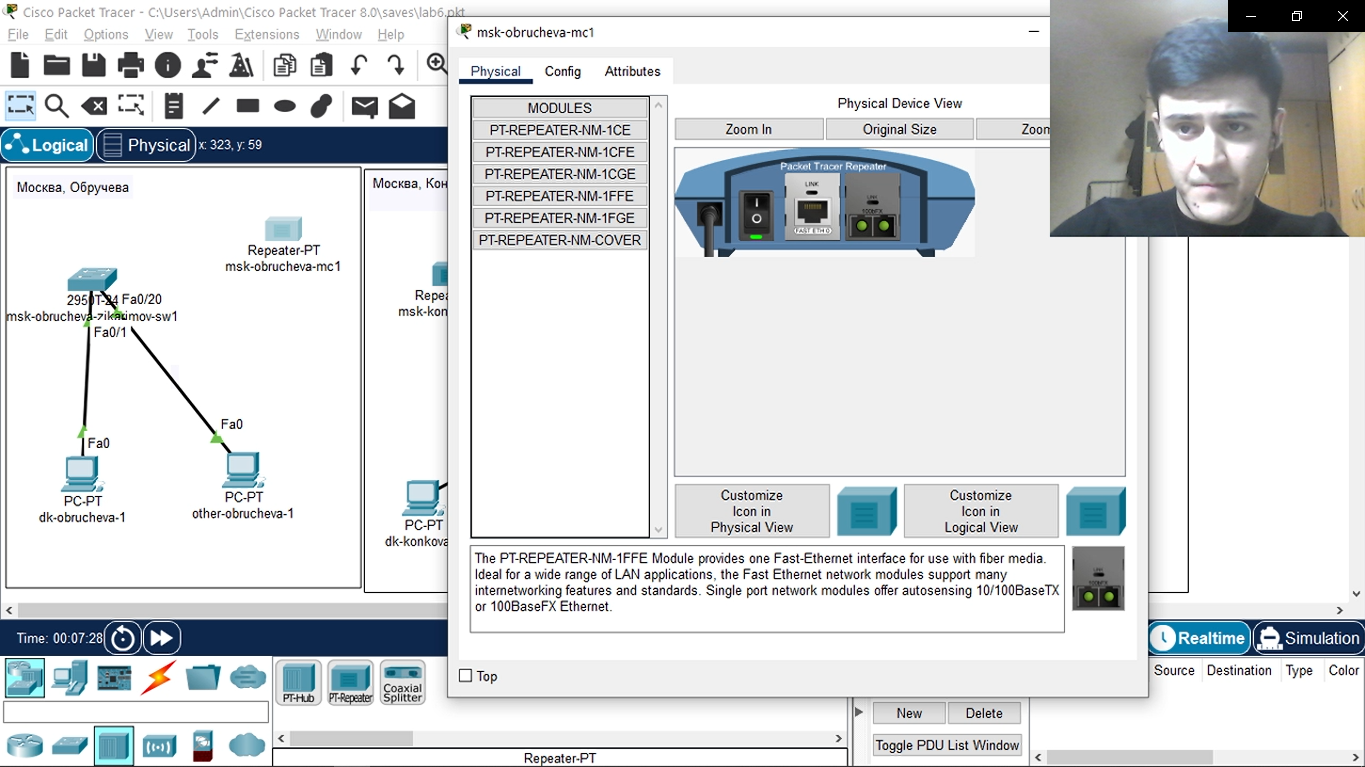 Cisco Packet Tracer - C:\Users\Admin\Cisco Packet Tracer 8.0\saves\lab6.pkt
File Edit Options View Tools Extensions Window Help
Logical Physical x: 323, y: 59
Москва, Обручева
Repeater-PT
msk-obrucheva-mc1
2950T-24 Fa0/20
msk-obrucheva-zikarimov-sw1
Fa0/1
Fa0
Fa0
PC-PT
dk-obrucheva-1
PC-PT
other-obrucheva-1
Москва, Кон
Repea
msk-kon
PC-PT
dk-konkova
msk-obrucheva-mc1
Physical Config Attributes
MODULES
PT-REPEATER-NM-1CE
PT-REPEATER-NM-1CFE
PT-REPEATER-NM-1CGE
PT-REPEATER-NM-1FFE
PT-REPEATER-NM-1FGE
PT-REPEATER-NM-COVER
Physical Device View
Zoom In Original Size Zoom
Packet Tracer Repeater
LINK
LINK
100NFX
FAST ETH 0
Customize
Icon in
Physical View
Customize
Icon in
Logical View
The PT-REPEATER-NM-1FFE Module provides one Fast-Ethernet interface for use with fiber media.
Ideal for a wide range of LAN applications, the Fast Ethernet network modules support many
internetworking features and standards. Single port network modules offer autosensing 10/100BaseTX
or 100BaseFX Ethernet.
Top
Time: 00:07:28
Realtime Simulation
PT-Hub PT-Repeater Coaxial
Splitter
Repeater-PT
New Delete
Toggle PDU List Window
Source Destination Type Color